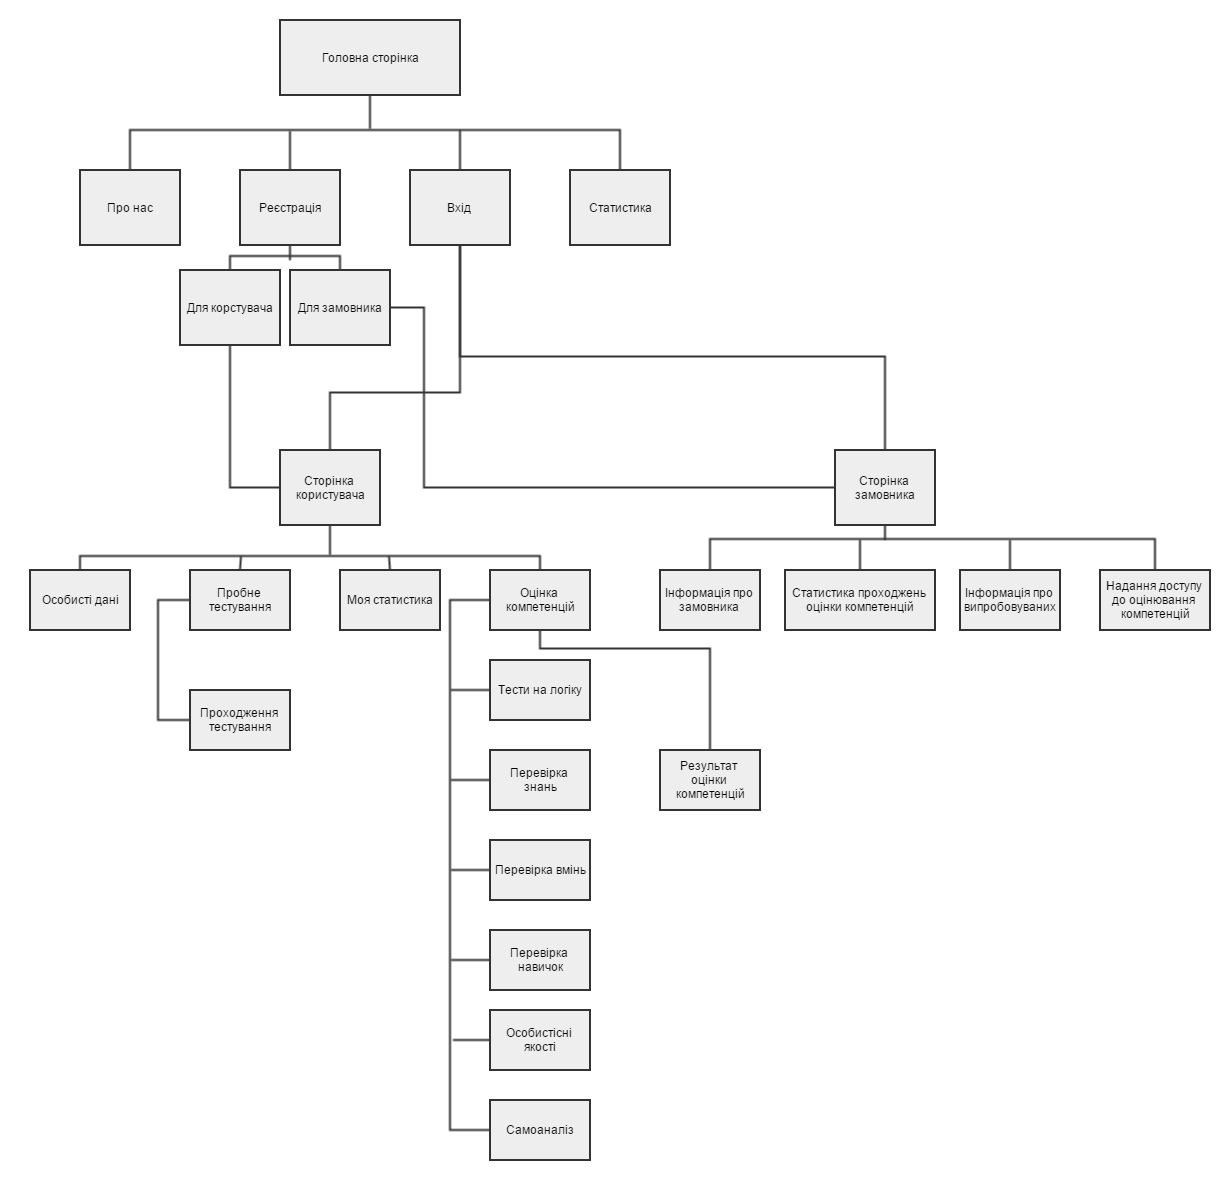 Головна сторінка
Про нас
Реєстрація
Вхід
Статистика
Для корстувача
Для замовника
Сторінка
користувача
Сторінка
замовника
Особисті дані
Пробне
тестування
Моя статистика
Оцінка
компетенцій
Інформація про
замовника
Статистика проходжень
оцінки компетенцій
Інформація про
випробовуваних
Надання доступу
до оцінювання
компетенцій
Тести на логіку
Проходження
тестування
Перевірка
знань
Результат
оцінки
компетенцій
Перевірка вмінь
Перевірка
навичок
Особистісні
якості
Самоаналіз